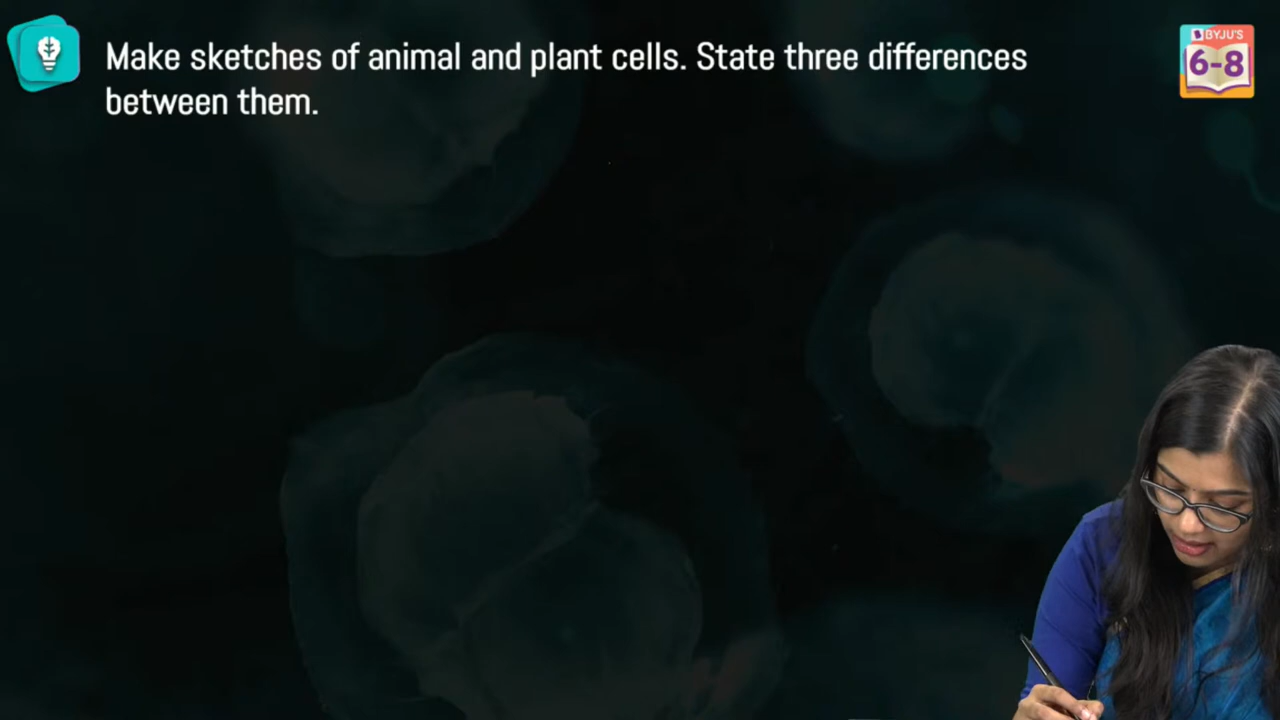 Make sketches of animal and plant cells. State three differences
between them.
BYJU'S
6-8